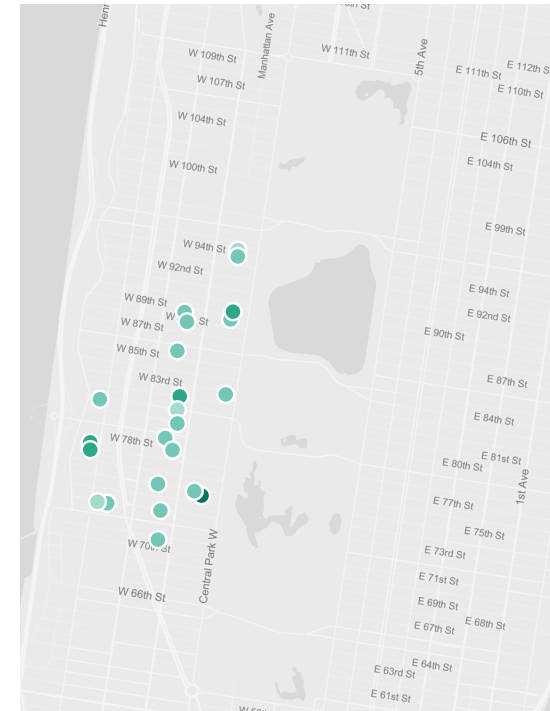 Manhattan Ave
5th Ave
W 109th St
W 111th St
E 112th S
E 111th St
W 107th St
E 110th St
W 104th St
E 106th St
W 100th St
E 104th St
E 99th St
W 94th St
W 92nd St
E 94th St
W 89th St
E 92nd St
W 87th St
E 90th St
W 85th St
W 83rd St
E 87th St
E 84th St
W 78th St
E 81st St
E 80th St
1st Ave
E 77th St
E 75th St
W 70th St
E 73rd St
Central Park W
E 71st St
W 66th St
E 69th St
E 68th St
E 67th St
E 64th St
E 63rd St
E 61st St